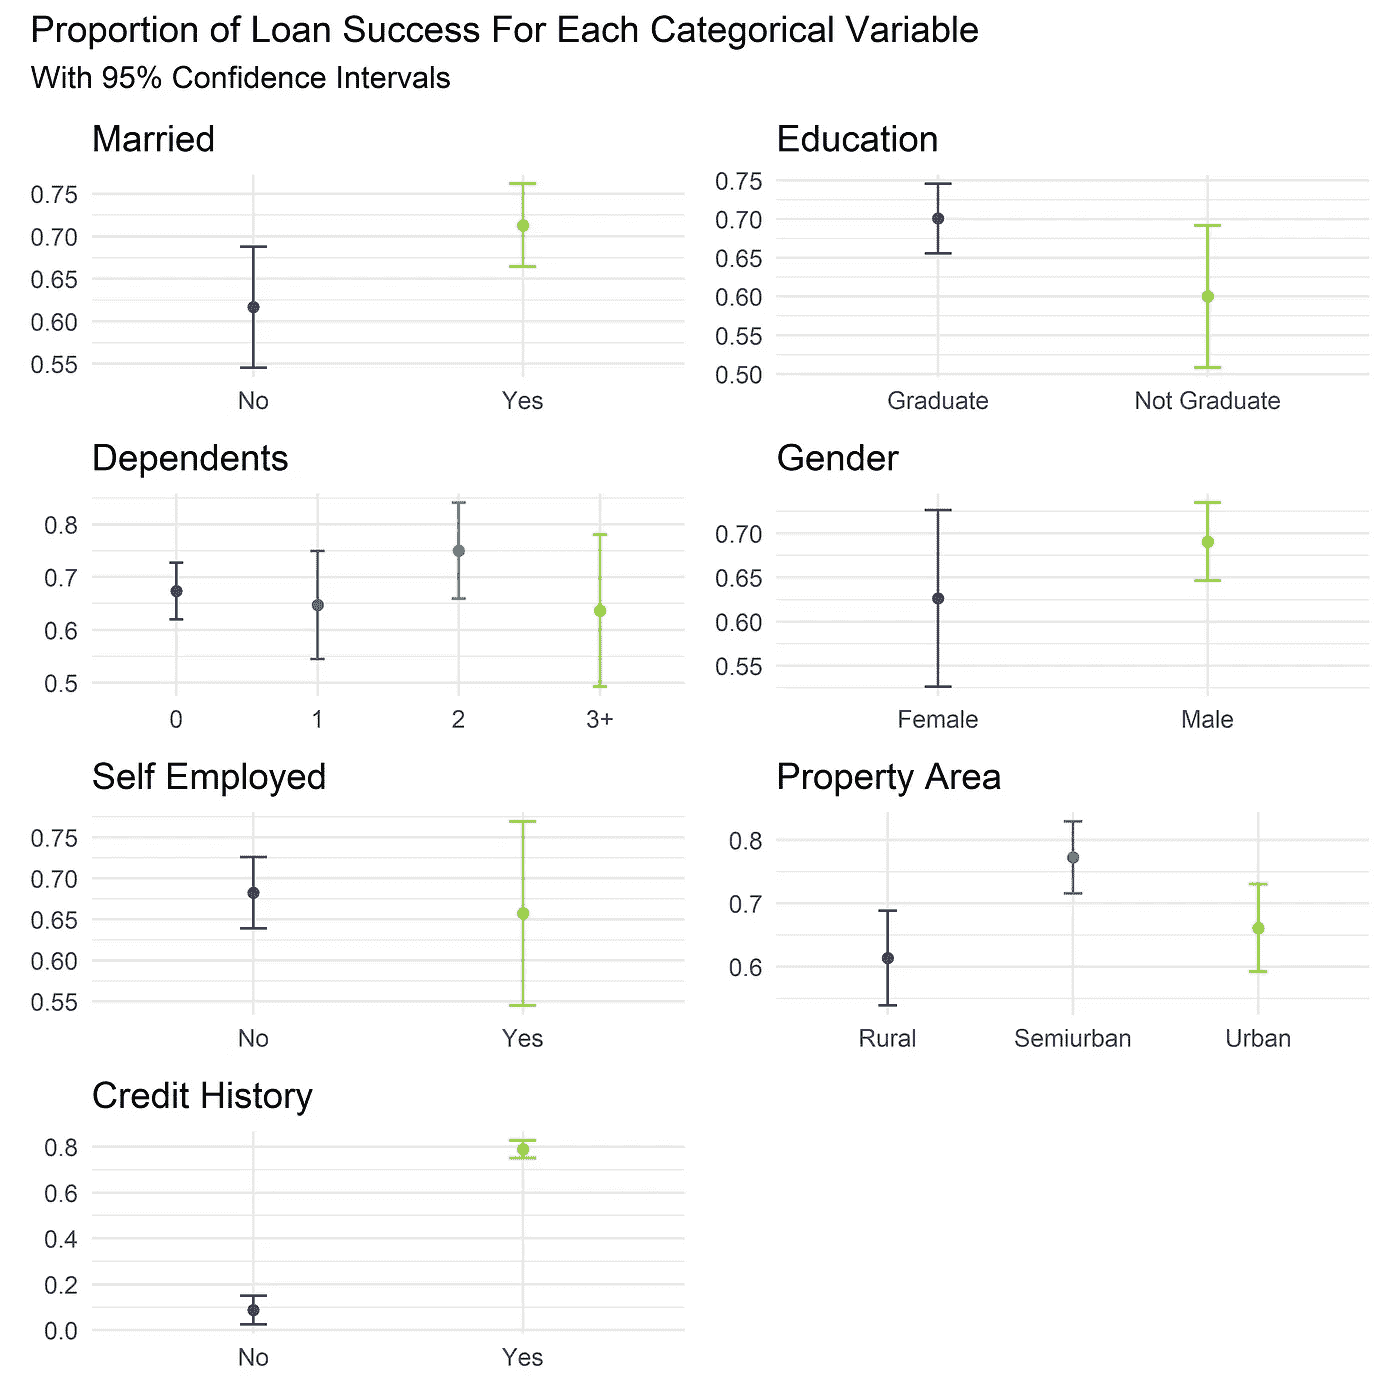 Proportion of Loan Success For Each Categorical Variable
With 95% Confidence Intervals
Married
0.75
0.70
0.65
0.60
0.55
No Yes
Education
0.75
0.70
0.65
0.60
0.55
0.50
Graduate Not Graduate
Dependents
0.8
0.7
0.6
0.5
0 1 2 3+
Gender
0.70
0.65
0.60
0.55
Female Male
Self Employed
0.75
0.70
0.65
0.60
0.55
No Yes
Property Area
0.8
0.7
0.6
Rural Semiurban Urban
Credit History
0.8
0.6
0.4
0.2
0.0
No Yes